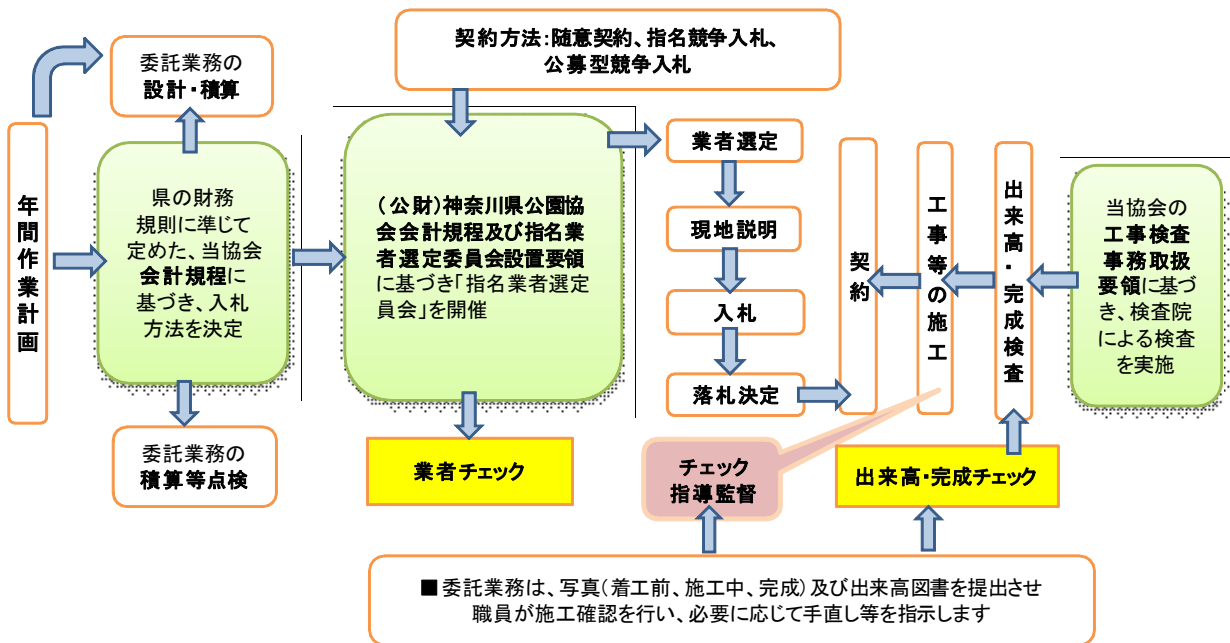 契約方法:随意契約、指名競争入札、
公募型競争入札
委託業務の
設計・積算
年間作業計画
県の財務
規則に準じて
定めた、当協会
会計規程に
基づき、入札
方法を決定
委託業務の
積算等点検
(公財)神奈川県公園協
会会計規程及び指名業
者選定委員会設置要領
に基づき「指名業者選定
員会」を開催
業者チェック
業者選定
現地説明
入札
落札決定
契約
工事等の施工
出来高・完成検査
当協会の
工事検査
事務取扱
要領に基づ
き、検査院
による検査
を実施
チェック
指導監督
出来高・完成チェック
■委託業務は、写真(着工前、施工中、完成)及び出来高図書を提出させ
職員が施工確認を行い、必要に応じて手直し等を指示します